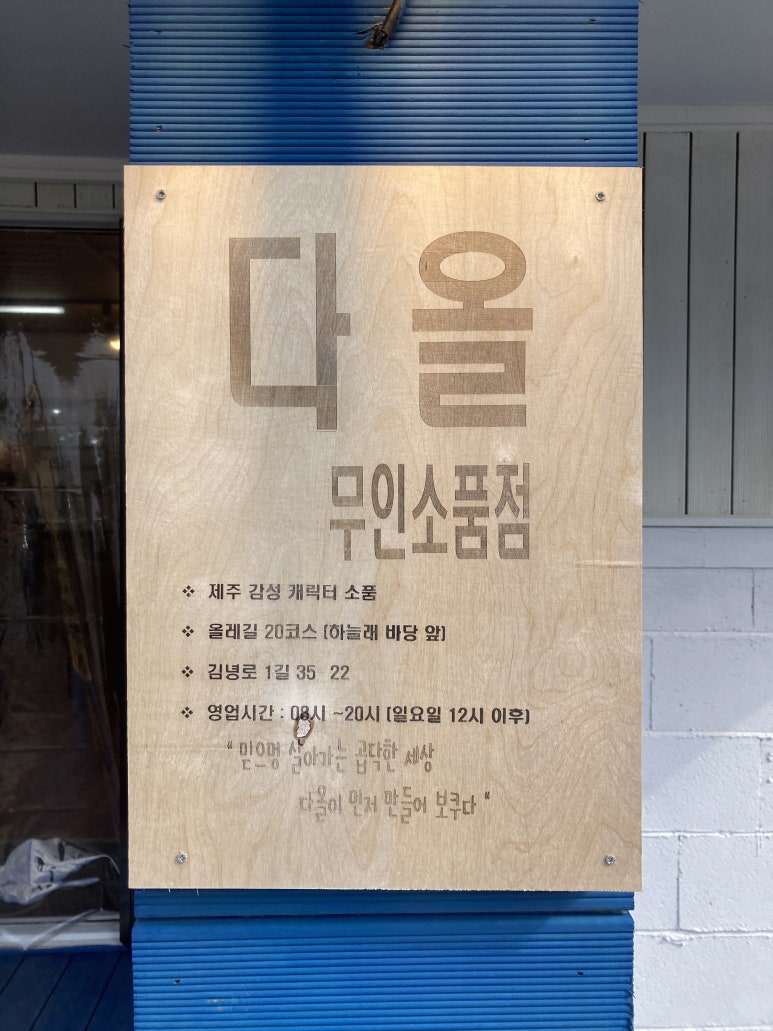 다올
무인소품점
❖ 제주 감성 캐릭터 소품
❖ 올레길 20코스 (하늘래 바당 앞)
❖ 김녕로 1길 35 22
❖ 영업시간 : 08시 ~20시 (일요일 12시 이후)
“ 믿으멍 살아가는 곱닥한 세상
다올이 먼저 만들어 보쿠다 “